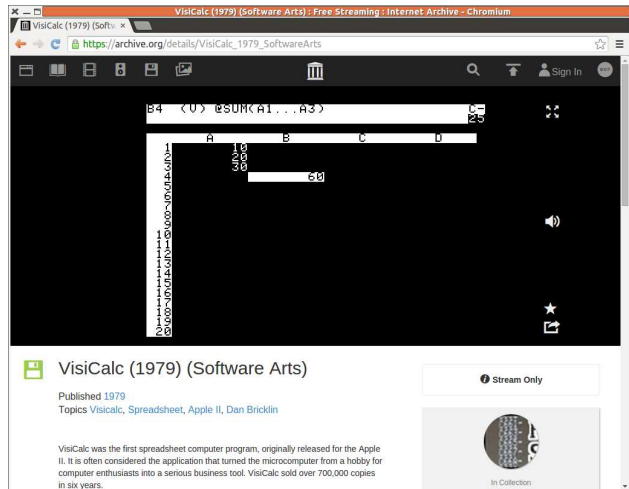 VisiCalc (1979) (Software Arts) : Free Streaming : Internet Archive - Chromium
VisiCalc (1979) (Softw
https://archive.org/details/VisiCalc_1979_SoftwareArts
Sign In
B4 (V) @SUM(A1...A3) C-
25
A B C D
1 10
2 20
3 30
4 60
5
6
7
8
9
10
11
12
13
14
15
16
17
18
19
20
VisiCalc (1979) (Software Arts)
Stream Only
Published 1979
Topics Visicalc, Spreadsheet, Apple II, Dan Bricklin
VisiCalc was the first spreadsheet computer program, originally released for the Apple
II. It is often considered the application that turned the microcomputer from a hobby for
computer enthusiasts into a serious business tool. VisiCalc sold over 700,000 copies
in six years.
In Collection